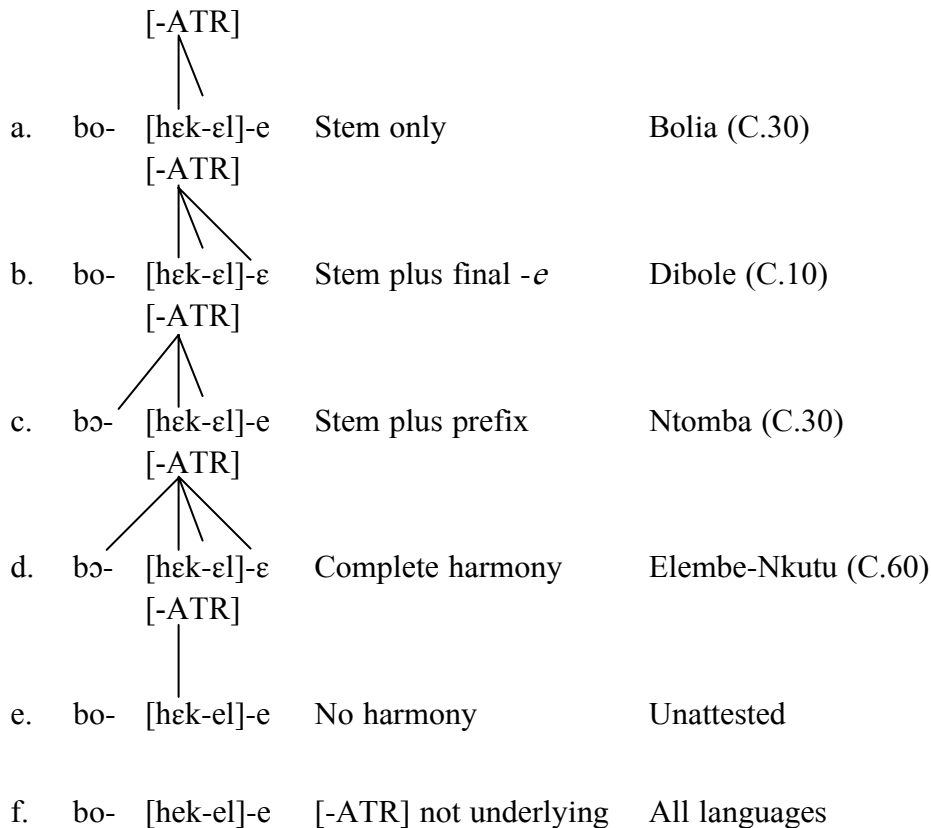 [-ATR]
a. bo- [hɛk-ɛl]-e Stem only Bolia (C.30)
[-ATR]
b. bo- [hɛk-ɛl]-ɛ Stem plus final -e Dibole (C.10)
[-ATR]
c. bɔ- [hɛk-ɛl]-e Stem plus prefix Ntomba (C.30)
[-ATR]
d. bɔ- [hɛk-ɛl]-ɛ Complete harmony Elembe-Nkutu (C.60)
[-ATR]
e. bo- [hɛk-el]-e No harmony Unattested
f. bo- [hek-el]-e [-ATR] not underlying All languages